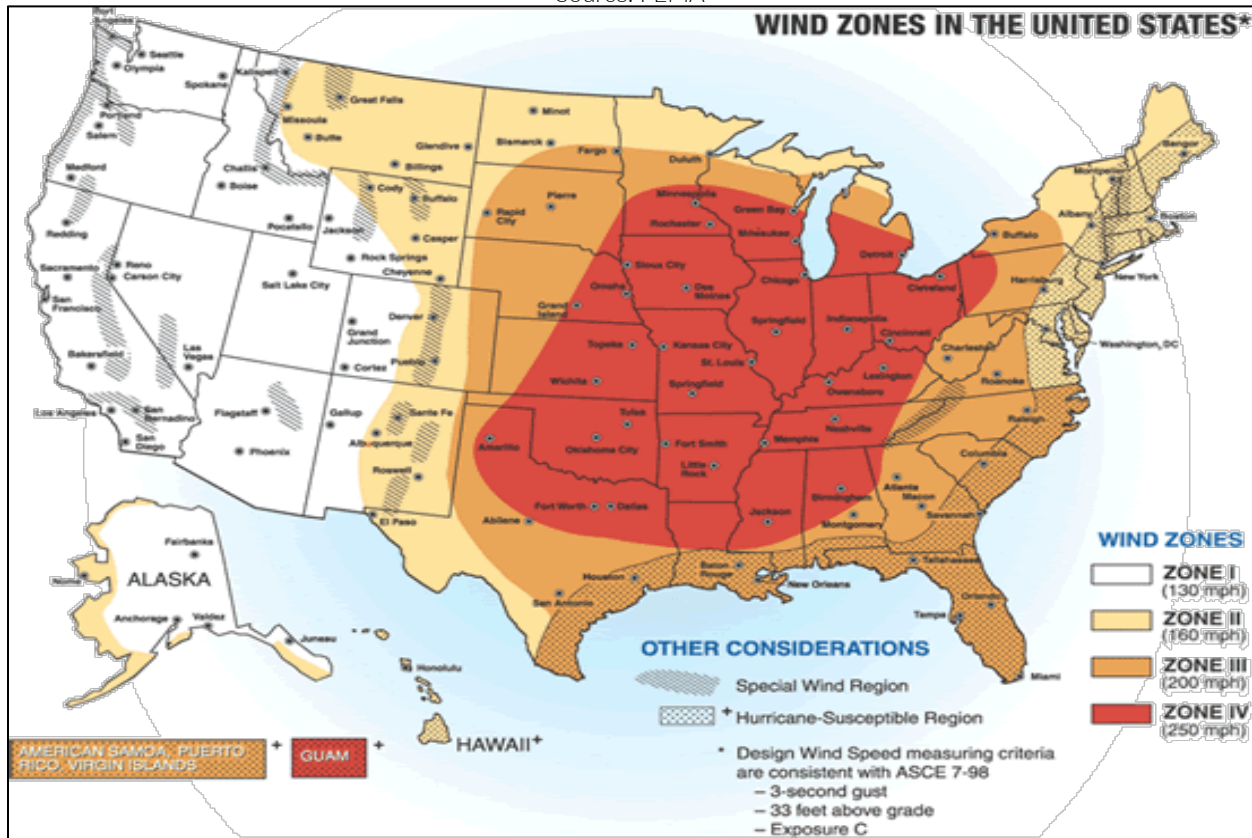 Source: FEMA
WIND ZONES IN THE UNITED STATES*
Port
Angeles
Seattle
Olympia
Spokane
Kalispell
Great Falls
Portland
Salem
Missoula
Butte
Glendive
Billings
Minot
Bismarck
Fargo
Duluth
Bangor
Montpelier
Medford
Challis
Boise
Cody
Buffalo
Pierre
Rapid
City
Minneapolis
Green Bay
Albany
Boston
Redding
Pocatello
Jackson
Casper
Rochester
Milwaukee
Buffalo
Detroit
New York
Sacramento
Reno
Carson City
Rock Springs
Salt Lake City
Cheyenne
Sioux City
Omaha
Des
Moines
Chicago
Cleveland
Harrisburg
San
Francisco
Denver
Grand
Island
Grand
Junction
Springfield
Indianapolis
Cincinneti
Washington, DC
Bakersfield
Las
Vegas
Cortez
Pueblo
Topeka
Kansas City
St. Louis
Charleston
Wichita
Springfield
Lexington
Owensboro
Roanoke
Los Angeles
San
Bernadino
Flagstaff
Gallup
Sante Fe
Tulsa
Nashville
Raleigh
San
Diego
Phoenix
Albuquerque
Amarillo
Oklahoma City
Fort Smith
Memphis
Roswell
Little
Rock
Columbia
Atlanta
Macon
Birmingham
Fort Worth
Dallas
Jackson
Montgomery
Savannah
El Paso
Abilene
Tallahassee
Houston
Baton
Rouge
New Orleans
San Antonio
Orlando
Tampa
Miami
Fairbanks
Nome
ALASKA
Anchorage
Valdez
Juneau
Honolulu
HAWAII+
AMERICAN SAMOA, PUERTO
RICO, VIRGIN ISLANDS
+
GUAM
+
OTHER CONSIDERATIONS
Special Wind Region
+ Hurricane-Susceptible Region
* Design Wind Speed measuring criteria
are consistent with ASCE 7-98
– 3-second gust
– 33 feet above grade
– Exposure C
WIND ZONES
ZONE I
(130 mph)
ZONE II
(160 mph)
ZONE III
(200 mph)
ZONE IV
(250 mph)